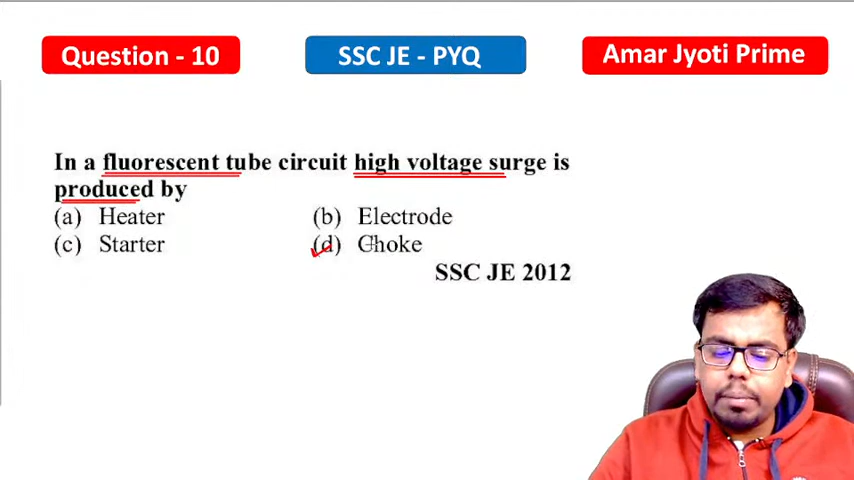 Question - 10
SSC JE - PYQ
Amar Jyoti Prime
In a fluorescent tube circuit high voltage surge is
produced by
(a) Heater
(b) Electrode
(c) Starter
(d) Choke
SSC JE 2012